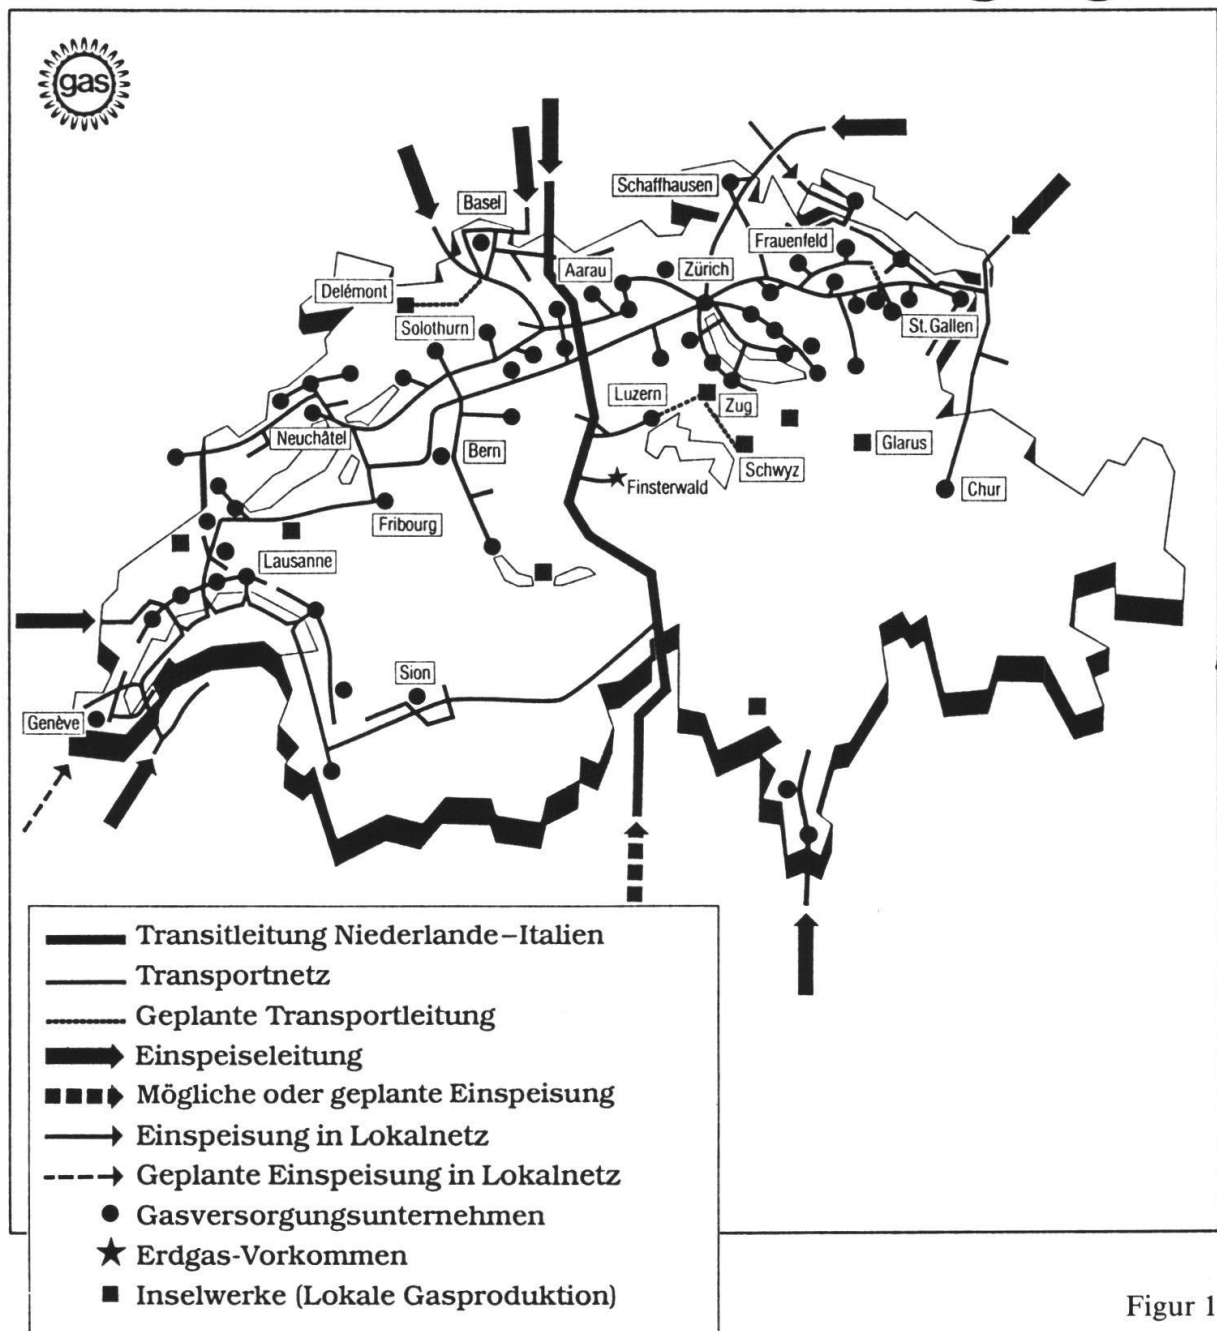 gas
Schaffhausen
Basel
Frauenfeld
Aarau
Zürich
Delémont
Solothurn
St. Gallen
Luzern
Zug
Neuchâtel
Bern
Schwyz
Glarus
Finsterwald
Chur
Fribourg
Lausanne
Sion
Genève
Transitleitung Niederlande–Italien
Transportnetz
Geplante Transportleitung
Einspeiseleitung
Mögliche oder geplante Einspeisung
Einspeisung in Lokalnetz
Geplante Einspeisung in Lokalnetz
Gasversorgungsunternehmen
Erdgas-Vorkommen
Inselwerke (Lokale Gasproduktion)
Figur 1